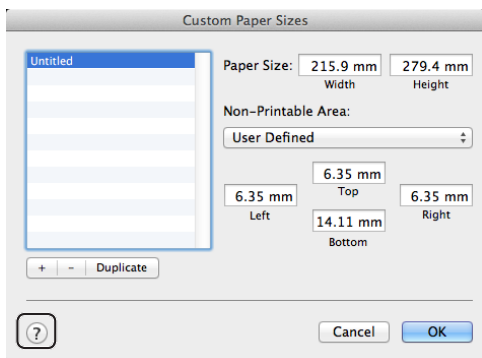 Custom Paper Sizes
Untitled
Paper Size: 215.9 mm 279.4 mm
Width Height
Non-Printable Area:
User Defined
6.35 mm
Top
6.35 mm 6.35 mm
Left Right
14.11 mm
Bottom
+ - Duplicate
? Cancel OK